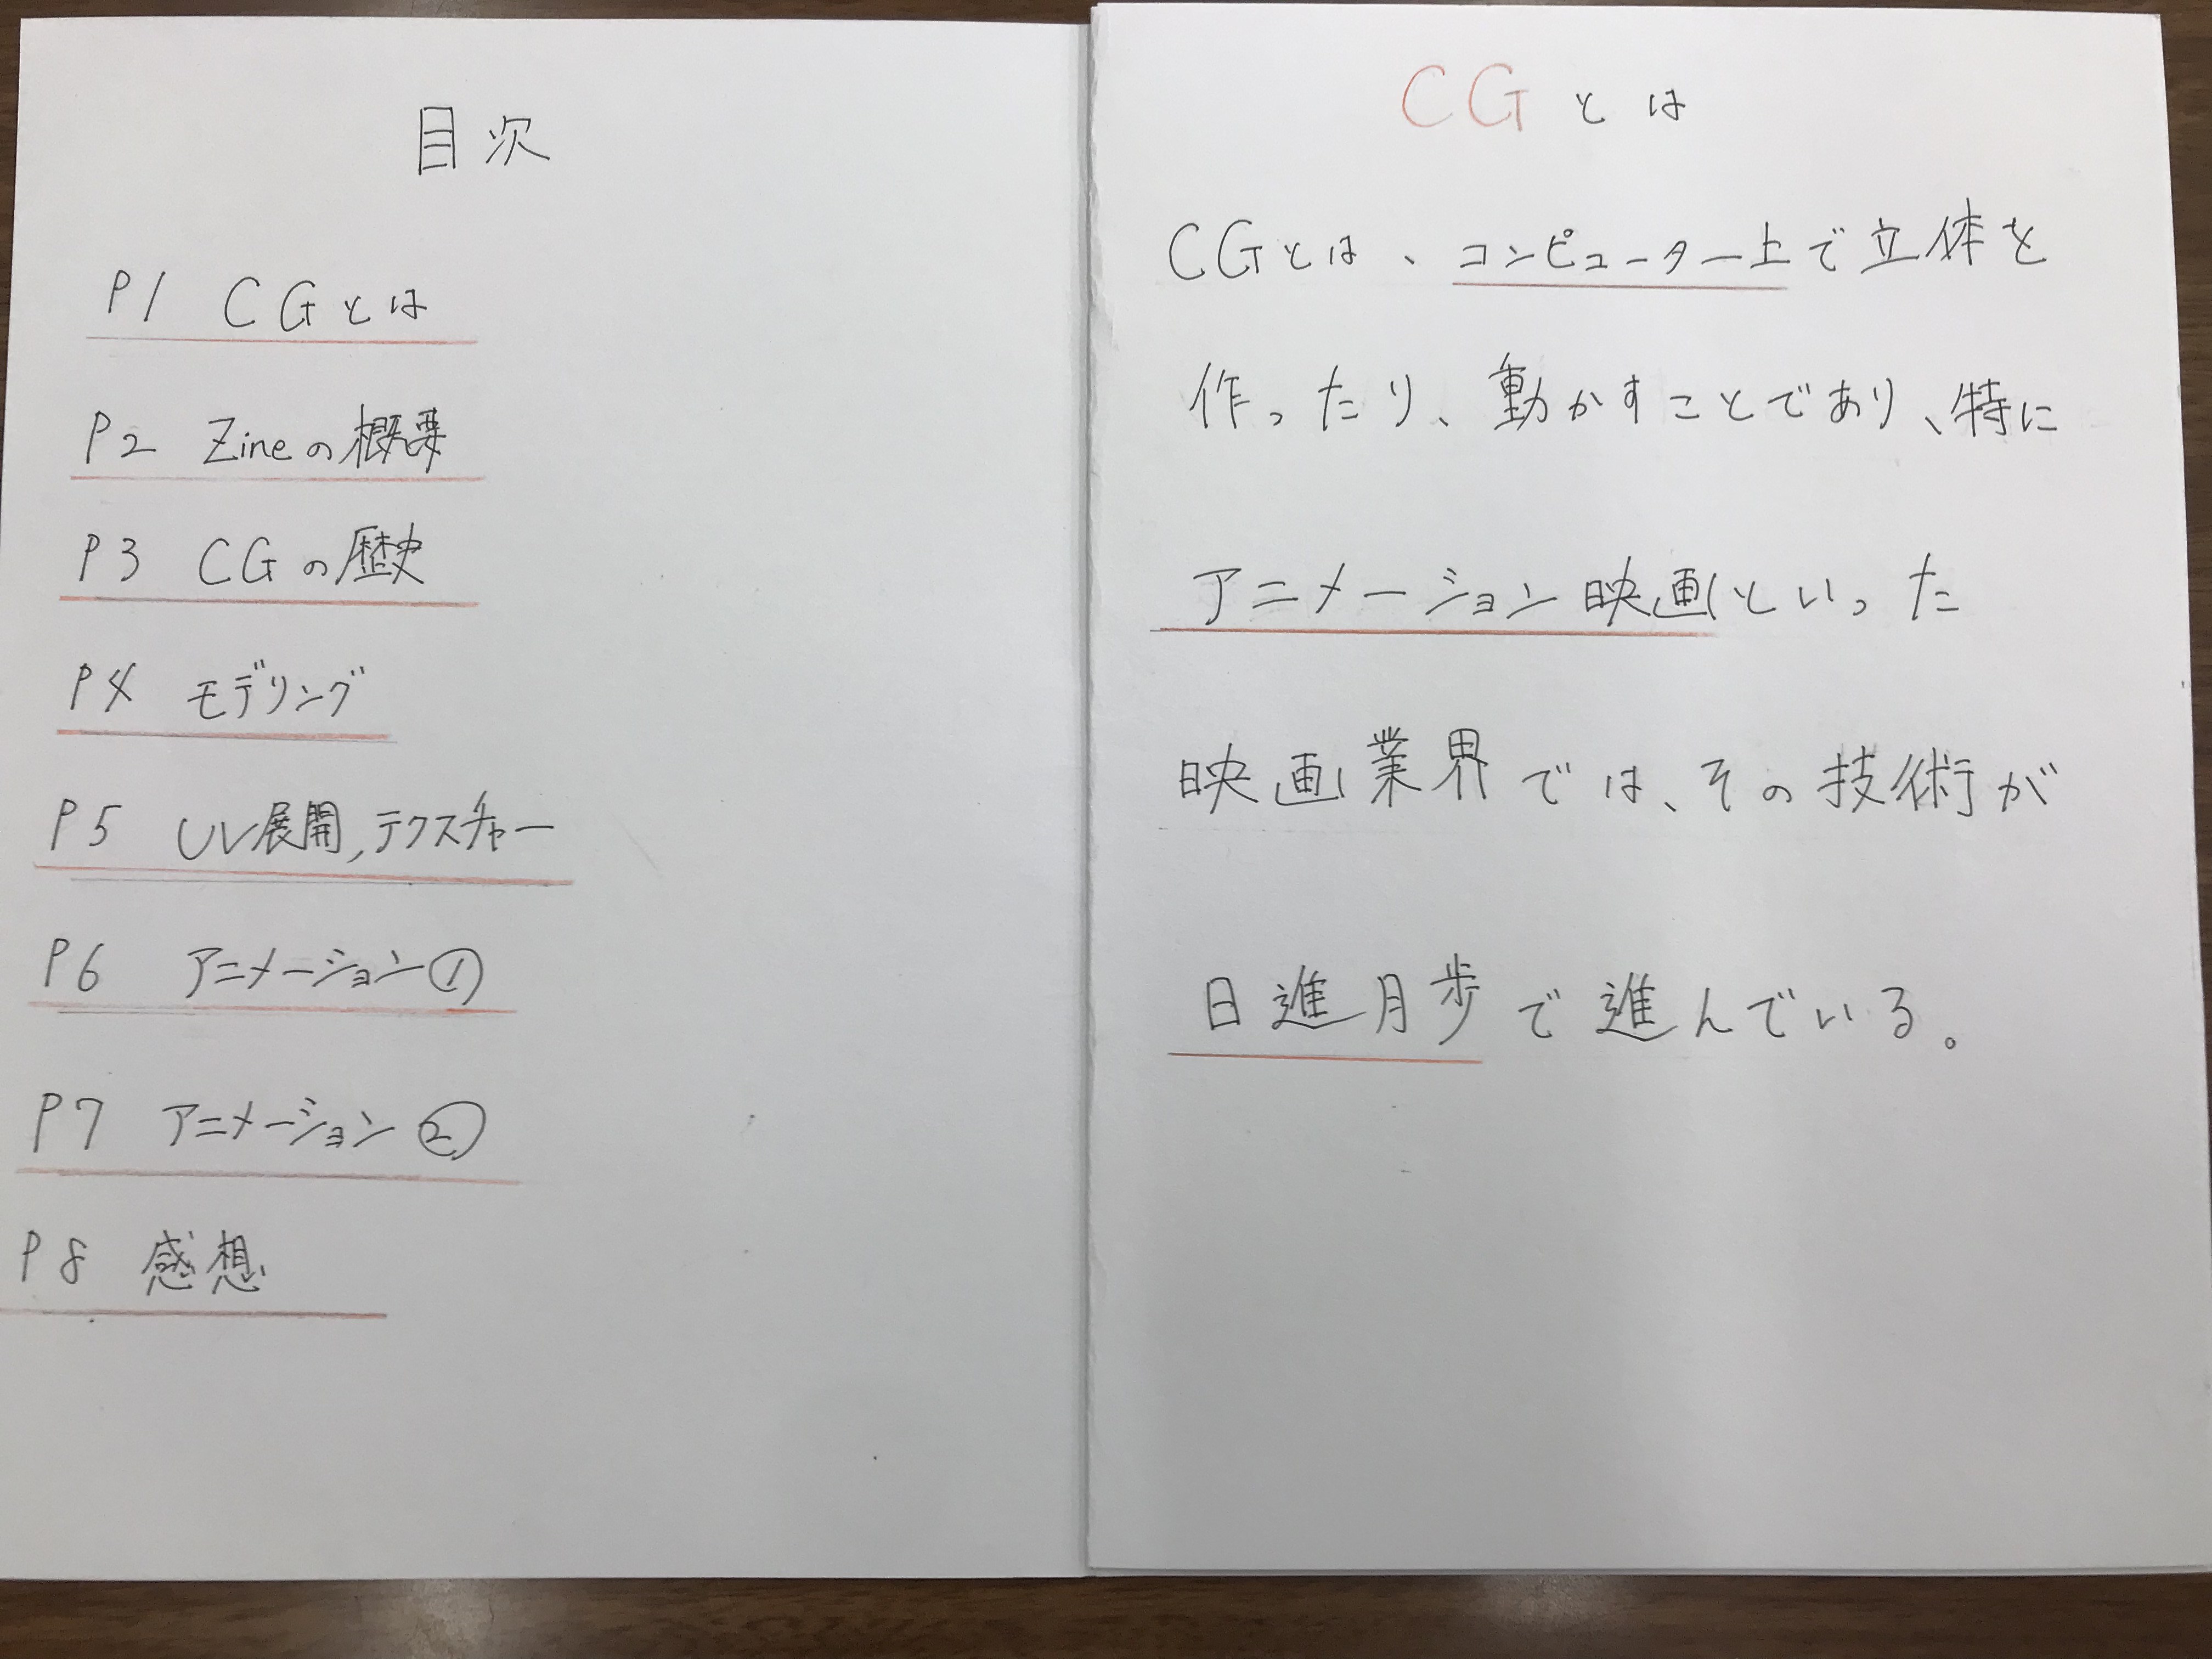 目次
P1 CGとは
P2 Zineの概要
P3 CGの歴史
P4 モデリング
P5 UV展開,テクスチャー
P6 アニメーション①
P7 アニメーション②
P8 感想
CGとは
CGとは、コンピューター上で立体を
作ったり、動かすことであり、特に
アニメーション映画といった
映画業界では、その技術が
日進月歩で進んでいる。